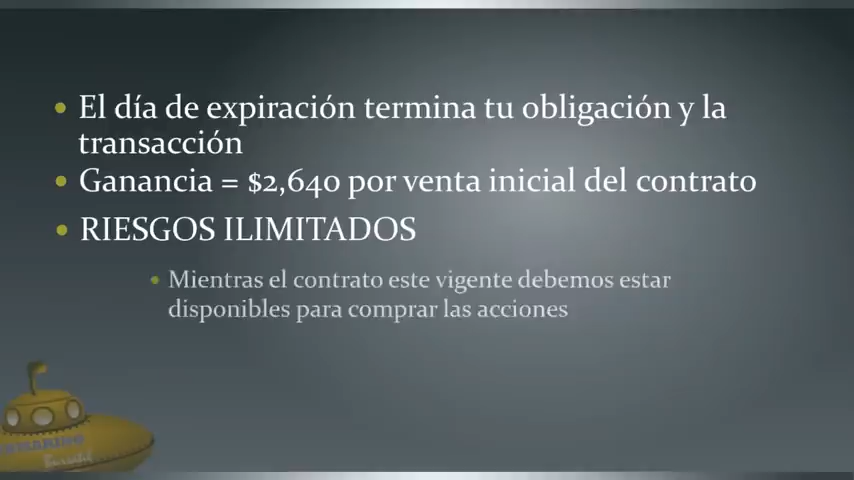 El día de expiración termina tu obligación y la
transacción
Ganancia = $2,640 por venta inicial del contrato
RIESGOS ILIMITADOS
Mientras el contrato este vigente debemos estar
disponibles para comprar las acciones